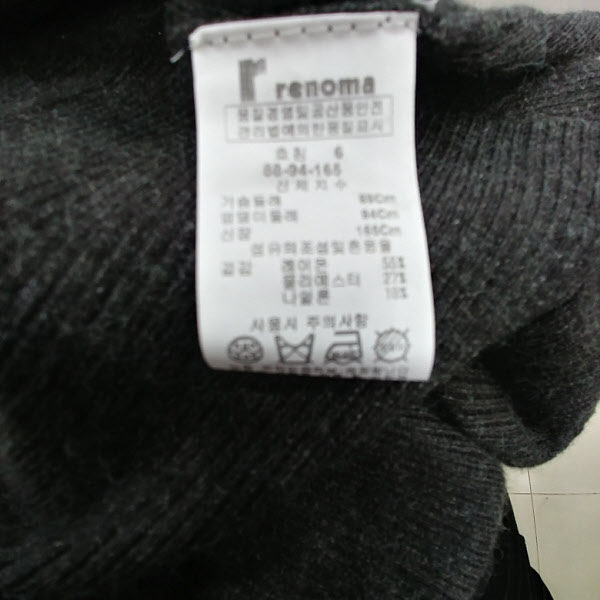 r renoma
품질경영및공산품안전
관리법에의한품질표시
호칭 6
88-94-165
신체치수
가슴둘레 88Cm
엉덩이둘레 94Cm
신장 165Cm
섬유의조성및혼용율
겉감 레이온 55%
폴리에스터 27%
나일론 18%
사용시 주의사항